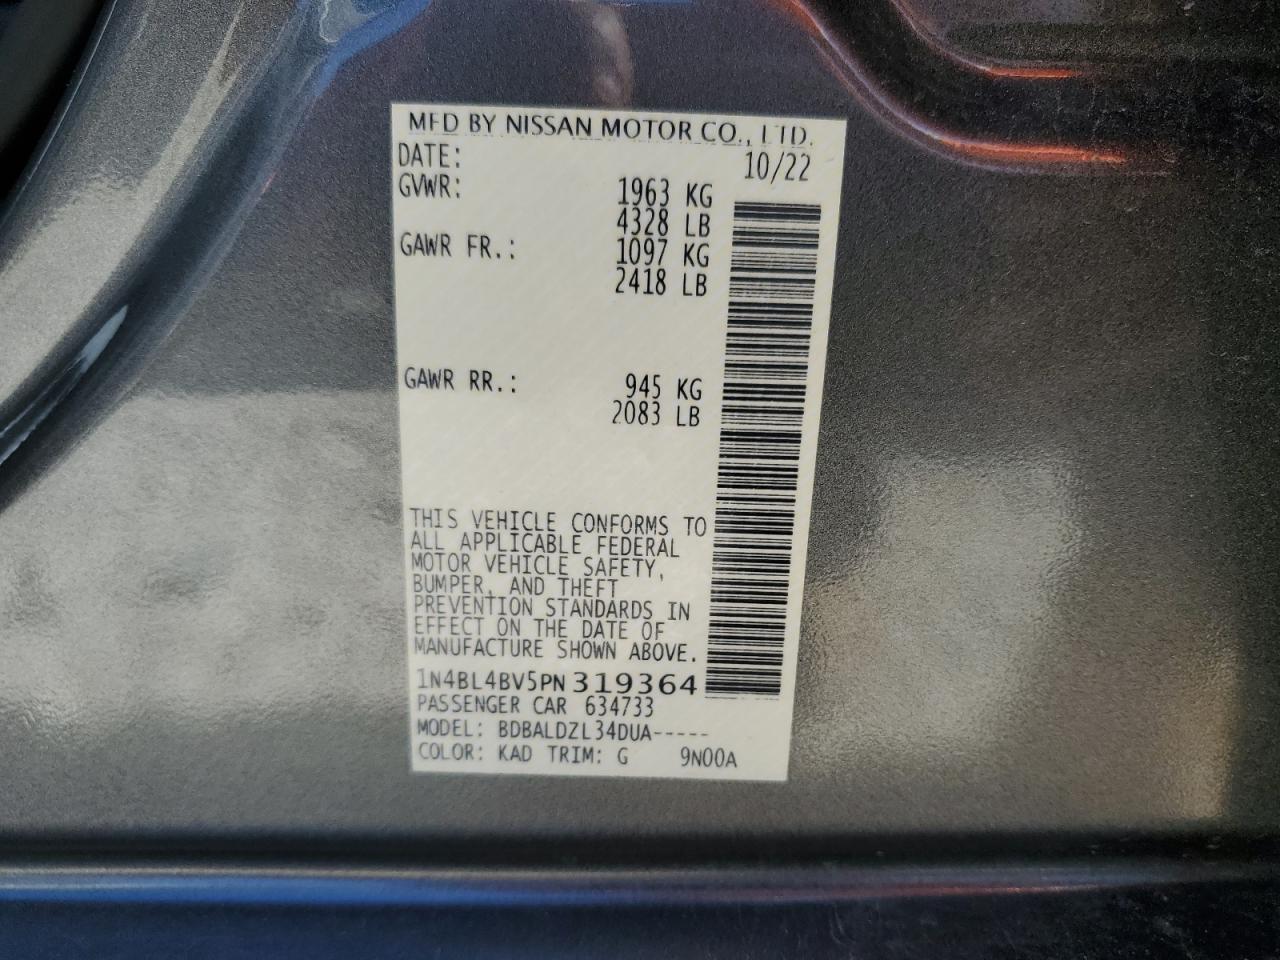 MFD BY NISSAN MOTOR CO., LTD.
DATE: 10/22
GVWR: 1963 KG
4328 LB
GAWR FR.: 1097 KG
2418 LB
GAWR RR.: 945 KG
2083 LB
THIS VEHICLE CONFORMS TO
ALL APPLICABLE FEDERAL
MOTOR VEHICLE SAFETY,
BUMPER, AND THEFT
PREVENTION STANDARDS IN
EFFECT ON THE DATE OF
MANUFACTURE SHOWN ABOVE.
1N4BL4BV5PN319364
PASSENGER CAR 634733
MODEL: BDBALDZL34DUA-----
COLOR: KAD TRIM: G 9N00A